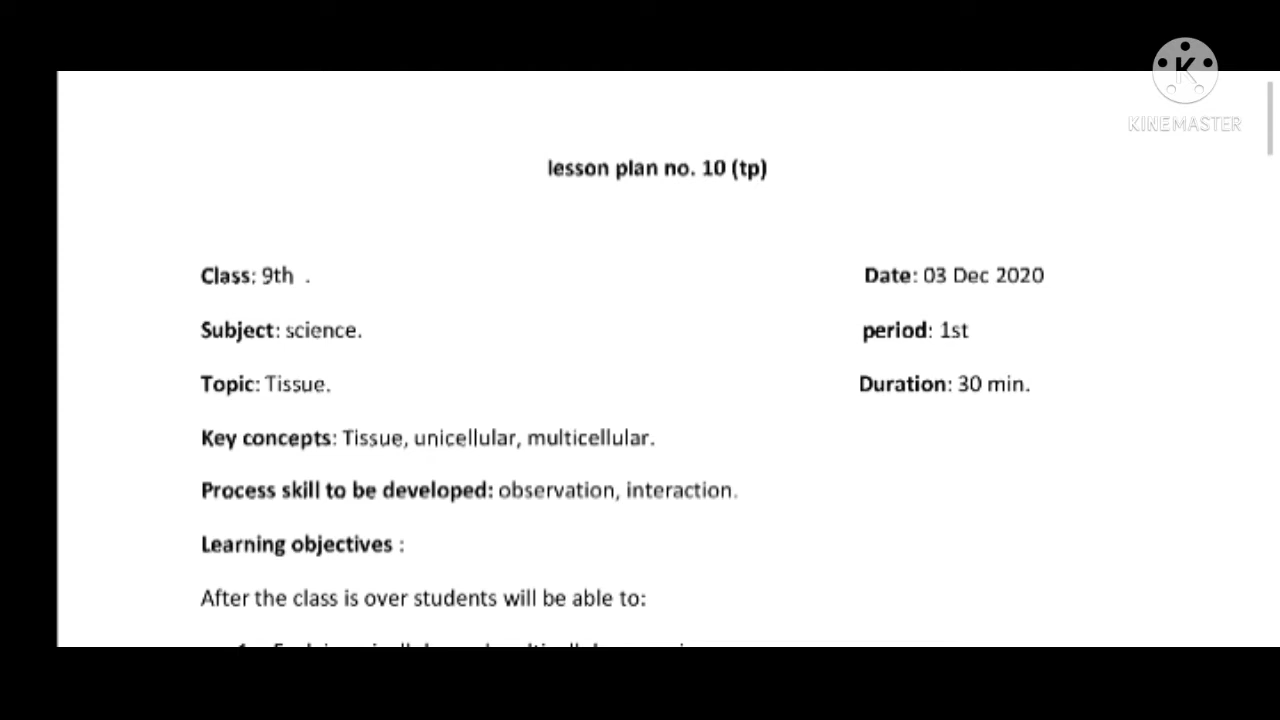 KINEMASTER
lesson plan no. 10 (tp)
Class: 9th .
Date: 03 Dec 2020
Subject: science.
period: 1st
Topic: Tissue.
Duration: 30 min.
Key concepts: Tissue, unicellular, multicellular.
Process skill to be developed: observation, interaction.
Learning objectives :
After the class is over students will be able to: